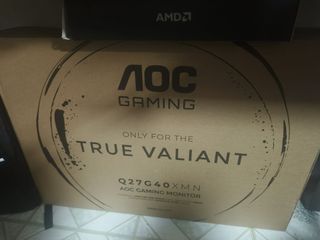 AMD
AOC
GAMING
ONLY FOR THE
TRUE VALIANT
Q27G40XMN
AOC GAMING MONITOR